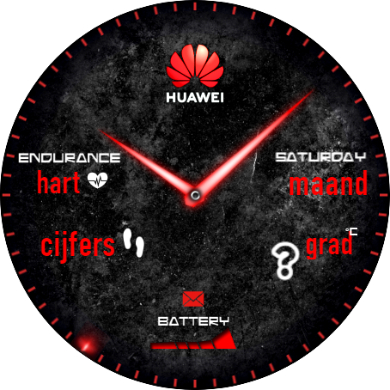 HUAWEI
ENDURANCE
SATURDAY
hart
maand
cijfers
°C
grad
?
BATTERY